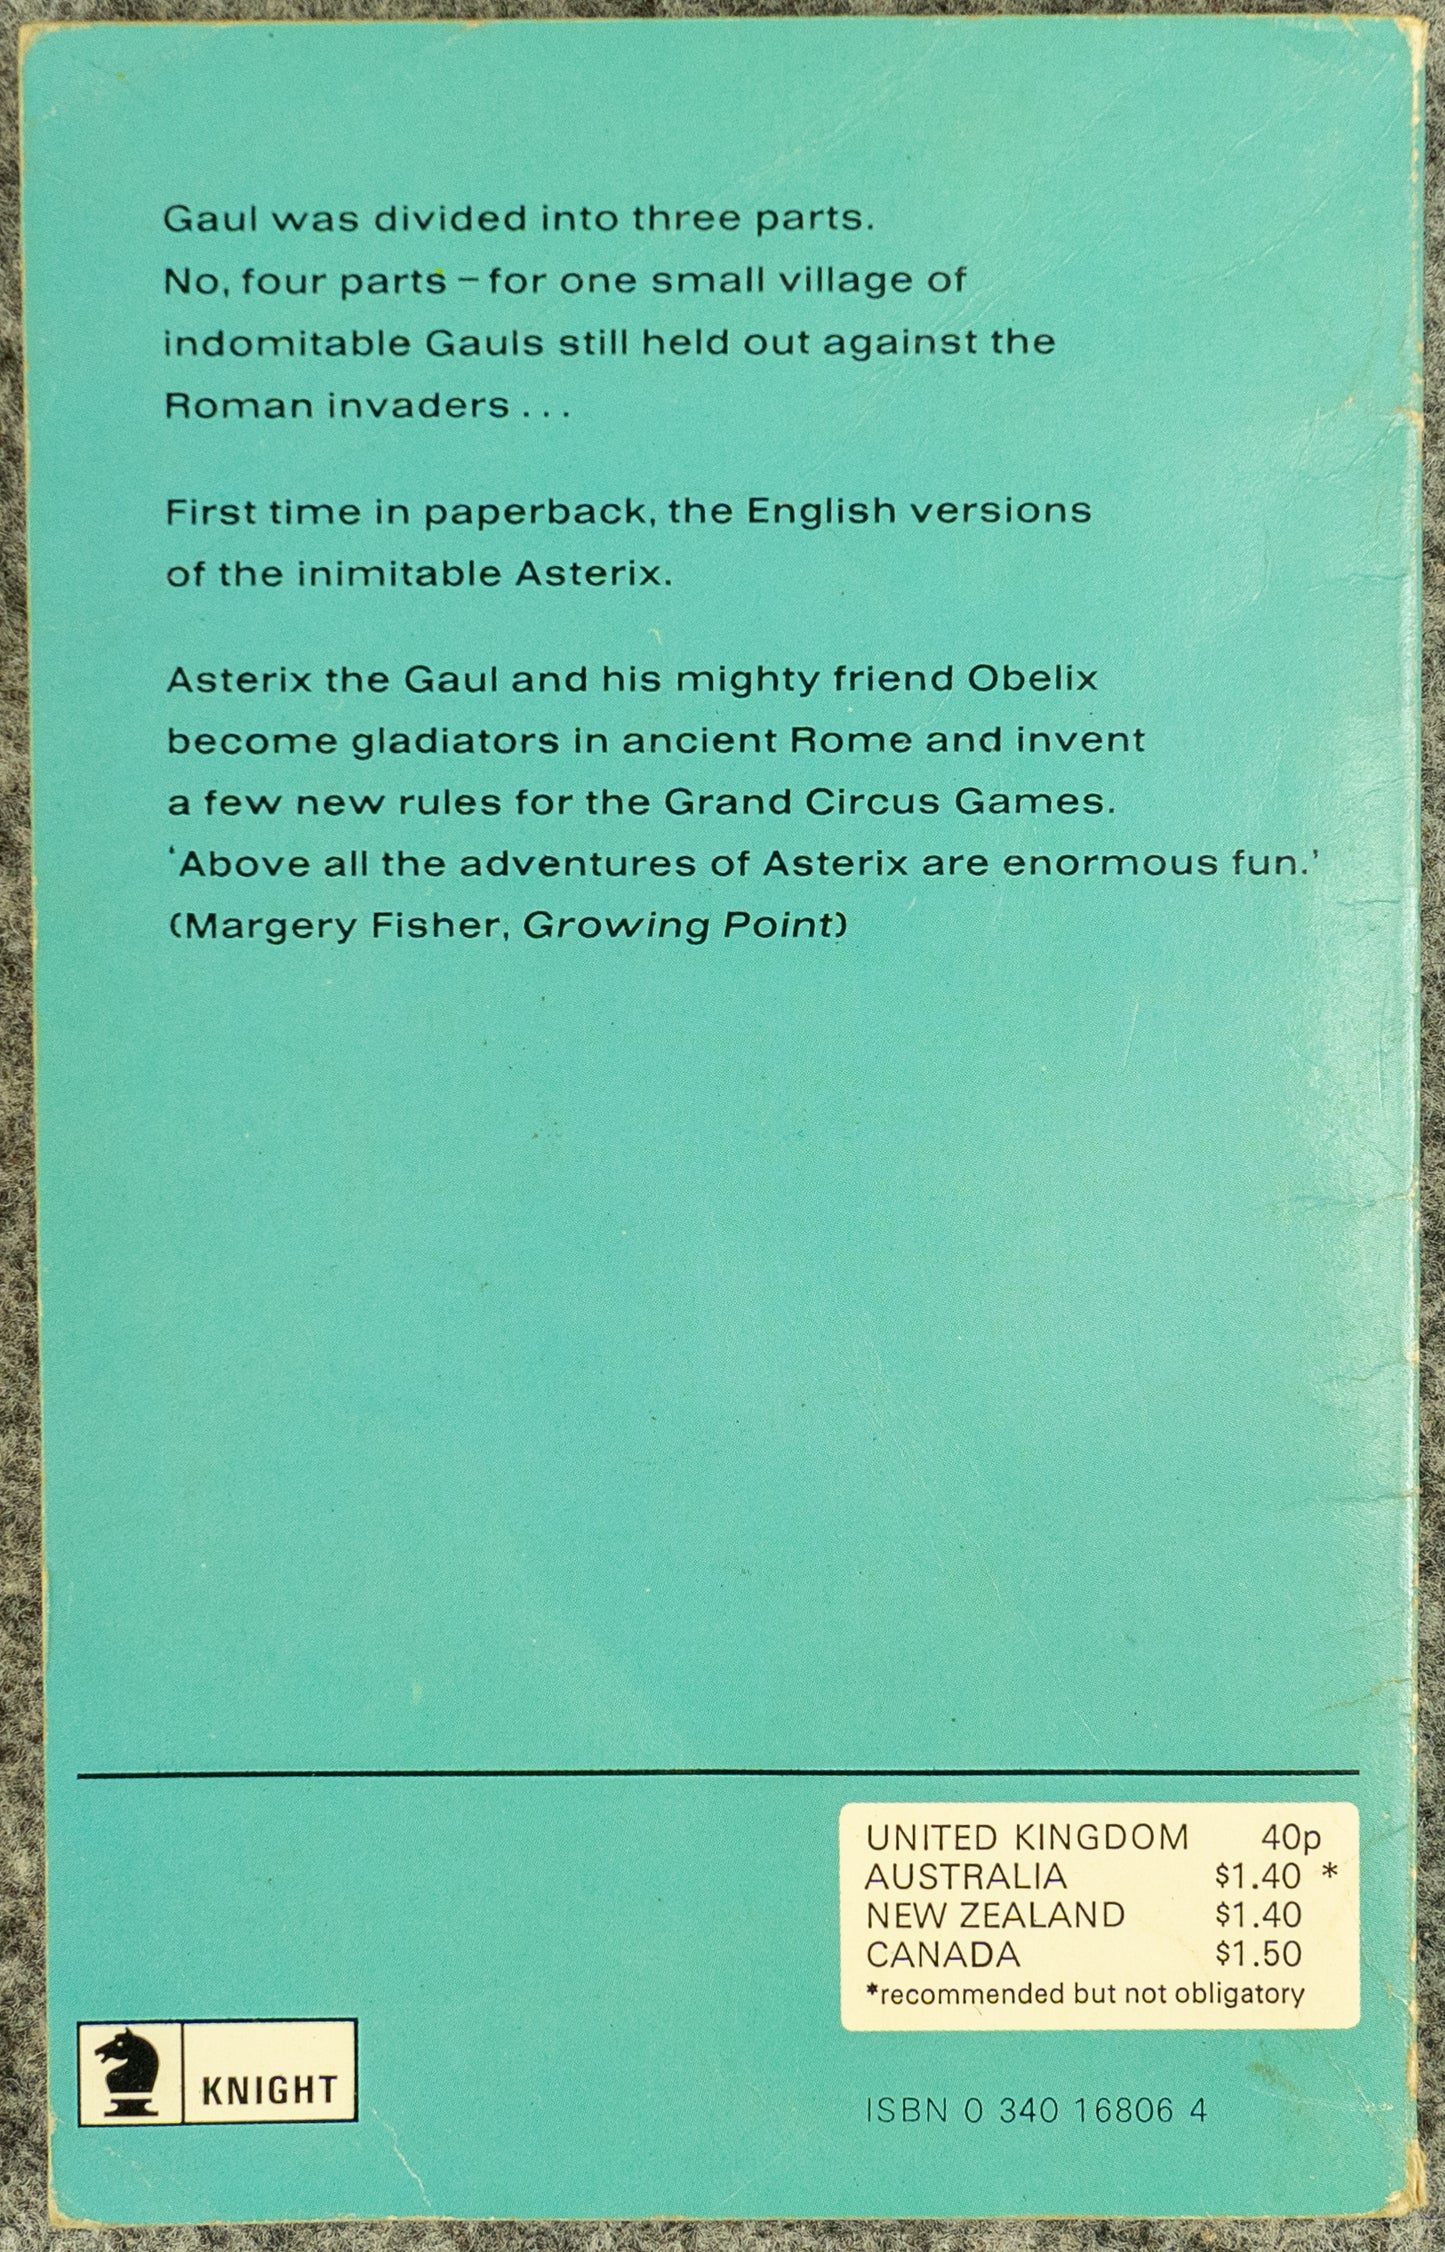 Gaul was divided into three parts.
No, four parts – for one small village of
indomitable Gauls still held out against the
Roman invaders . . .
First time in paperback, the English versions
of the inimitable Asterix.
Asterix the Gaul and his mighty friend Obelix
become gladiators in ancient Rome and invent
a few new rules for the Grand Circus Games.
‘Above all the adventures of Asterix are enormous fun.’
(Margery Fisher, Growing Point)
UNITED KINGDOM 40p
AUSTRALIA $1.40 *
NEW ZEALAND $1.40
CANADA $1.50
*recommended but not obligatory
KNIGHT
ISBN 0 340 16806 4